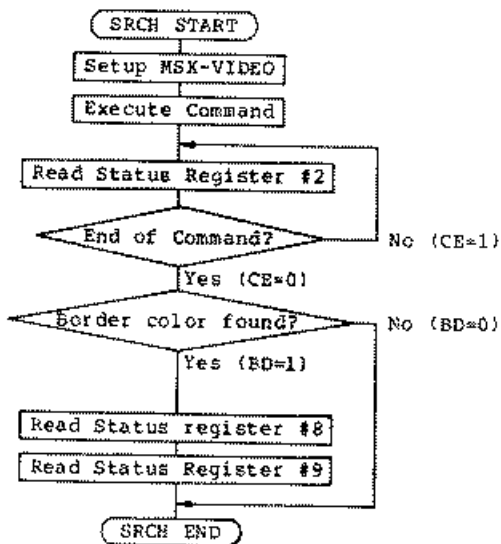 SRCH START
Setup MSX-VIDEO
Execute Command
Read Status Register #2
End of Command?
No (CE=1)
Yes (CE=0)
Border color found?
No (BD=0)
Yes (BD=1)
Read Status register #8
Read Status Register #9
SRCH END